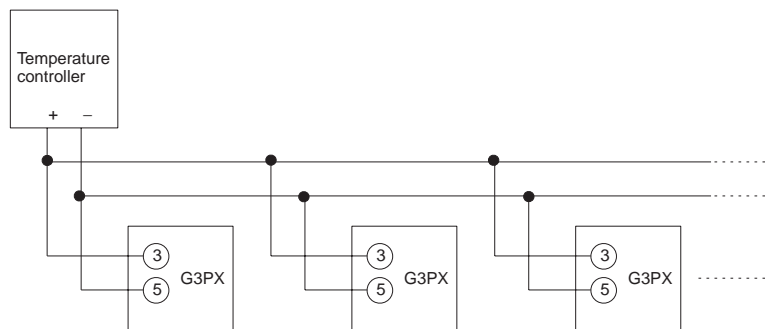 Temperature
controller
+ −
3 3 3
G3PX G3PX G3PX
5 5 5